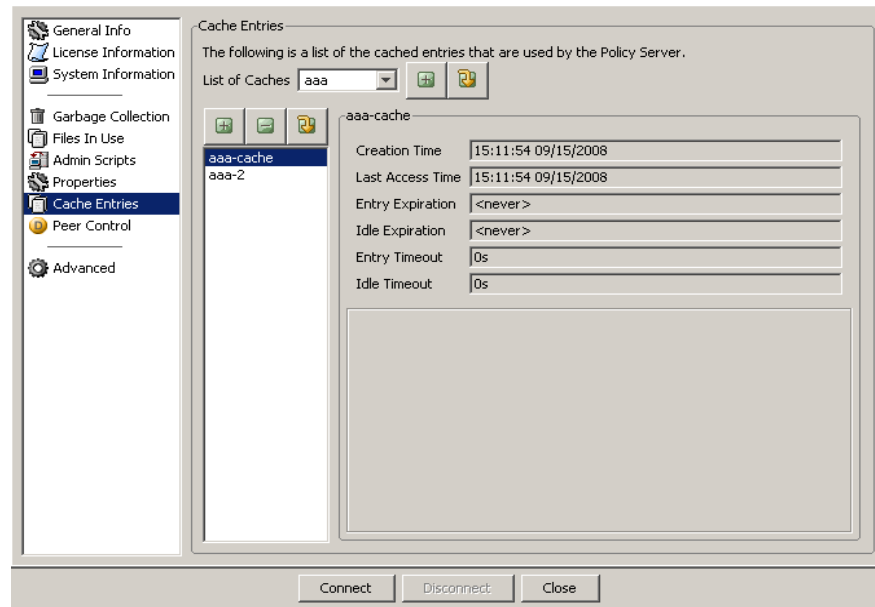 General Info
License Information
System Information
Garbage Collection
Files In Use
Admin Scripts
Properties
Cache Entries
Peer Control
Advanced
Cache Entries
The following is a list of the cached entries that are used by the Policy Server.
List of Caches aaa
aaa-cache
aaa-2
aaa-cache
Creation Time 15:11:54 09/15/2008
Last Access Time 15:11:54 09/15/2008
Entry Expiration <never>
Idle Expiration <never>
Entry Timeout 0s
Idle Timeout 0s
Connect Disconnect Close